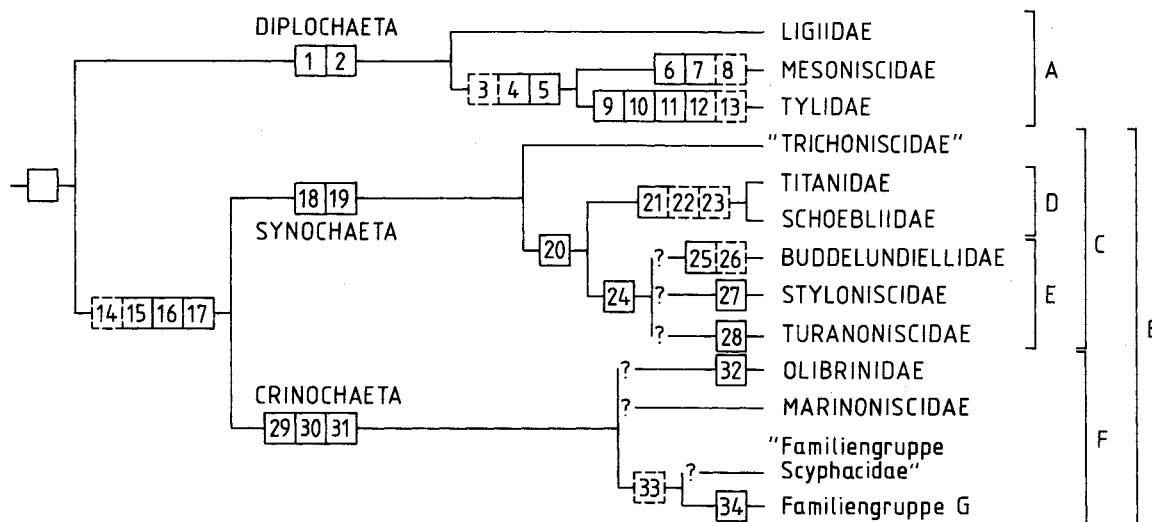 DIPLOCHAETA
1 2
LIGIIDAE
3 4 5
6 7 8
MESONISCIDAE
9 10 11 12 13
TYLIDAE
A
"TRICHONISCIDAE"
18 19
SYNOCHAETA
TITANIDAE
21 22 23
SCHOEBLIIDAE
D
20
? 25 26
BUDDELUNDIELLIDAE
24
? 27
STYLONISCIDAE
E
? 28
TURANONISCIDAE
C
14 15 16 17
? 32
OLIBRINIDAE
CRINOCHAETA
29 30 31
?
MARINONISCIDAE
"Familiengruppe
?
Scyphacidae"
33
34
Familiengruppe G
F